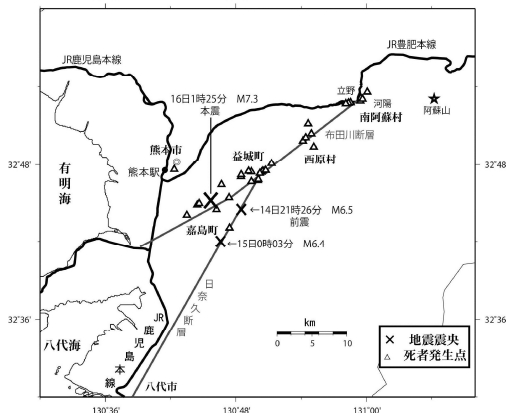 JR鹿児島本線
JR豊肥本線
16日1時25分 M7.3
本震
立野
河陽
南阿蘇村
阿蘇山
布田川断層
熊本市
熊本駅
益城町
西原村
32°48'
32°48'
有明海
←14日21時26分 M6.5
前震
嘉島町
←15日0時03分 M6.4
日奈久断層
km
0 5 10
32°36'
32°36'
JR鹿児島本線
八代海
八代市
地震震央
死者発生点
130°36'
130°48'
131°00'